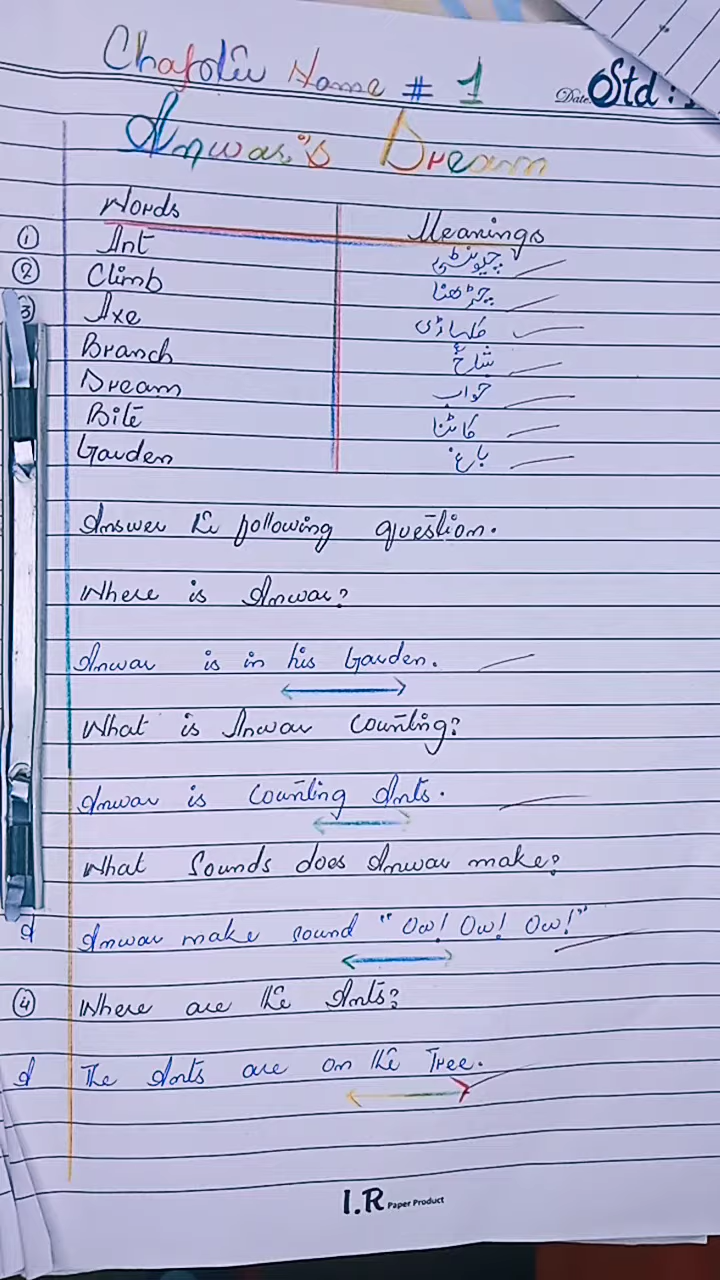 Chapter Name # 1
Date: Std :
Anwar's Dream
Words Meanings
① Ant چیونٹی
② Climb چڑھنا
③ Axe کلہاڑی
Branch شاخ
Dream خواب
Bite کاٹنا
Garden باغ
Answer the following question.
Where is Anwar?
Anwar is in his Garden.
What is Anwar Counting?
Anwar is Counting Ants.
What Sounds does Anwar make?
Anwar make sound "Ow! Ow! Ow!"
④ Where are the Ants?
The Ants are on the Tree.
I.R Paper Product